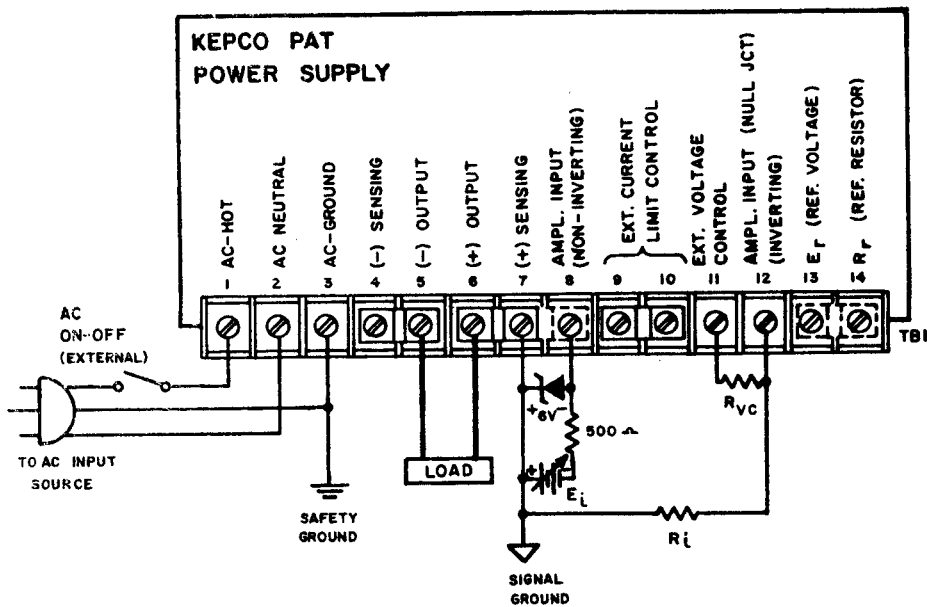 KEPCO PAT
POWER SUPPLY
AC-HOT
AC NEUTRAL
AC-GROUND
(-) SENSING
(-) OUTPUT
(+) OUTPUT
(+) SENSING
AMPL. INPUT
(NON-INVERTING)
EXT. CURRENT
LIMIT CONTROL
EXT. VOLTAGE
CONTROL
AMPL. INPUT (NULL JCT)
(INVERTING)
Er (REF. VOLTAGE)
Rr (REF. RESISTOR)
1 2 3 4 5 6 7 8 9 10 11 12 13 14
TB1
AC
ON-OFF
(EXTERNAL)
TO AC INPUT
SOURCE
SAFETY
GROUND
LOAD
+6V-
500 Ω
+
Ei
RVC
Ri
SIGNAL
GROUND